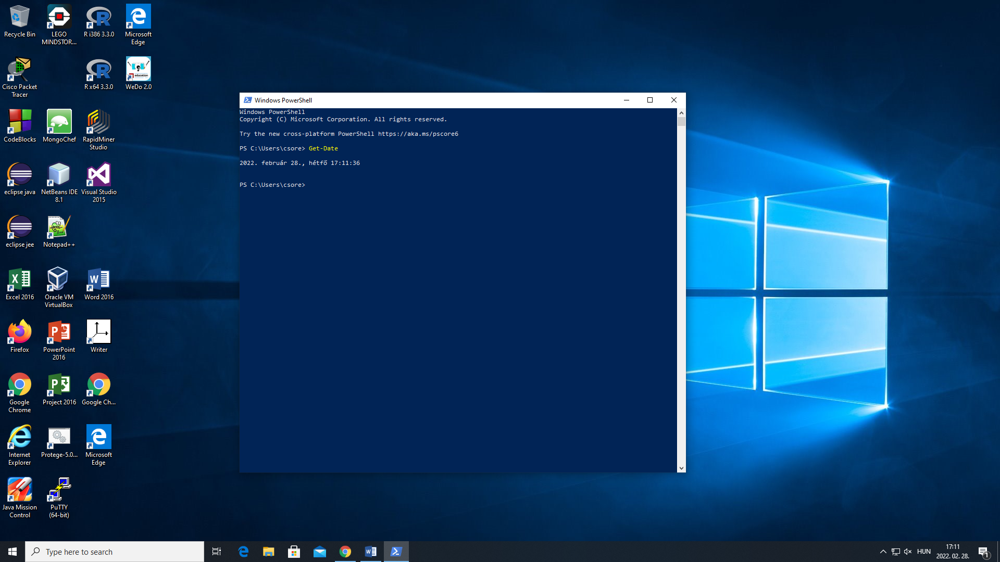 Recycle Bin
LEGO
MINDSTOR...
R i386 3.3.0
Microsoft
Edge
Cisco Packet
Tracer
R x64 3.3.0
education
WeDo 2.0
CodeBlocks
MongoChef
RapidMiner
Studio
eclipse java
NetBeans IDE
8.1
Visual Studio
2015
eclipse jee
Notepad++
Excel 2016
Oracle VM
VirtualBox
Word 2016
Firefox
PowerPoint
2016
Writer
Google
Chrome
Project 2016
Google Ch...
Internet
Explorer
Protege-5.0...
Microsoft
Edge
Java Mission
Control
PuTTY
(64-bit)
Windows PowerShell
Windows PowerShell
Copyright (C) Microsoft Corporation. All rights reserved.
Try the new cross-platform PowerShell https://aka.ms/pscore6
PS C:\Users\csore> Get-Date
2022. február 28., hétfő 17:11:36
PS C:\Users\csore>
Type here to search
HUN
17:11
2022. 02. 28.
1